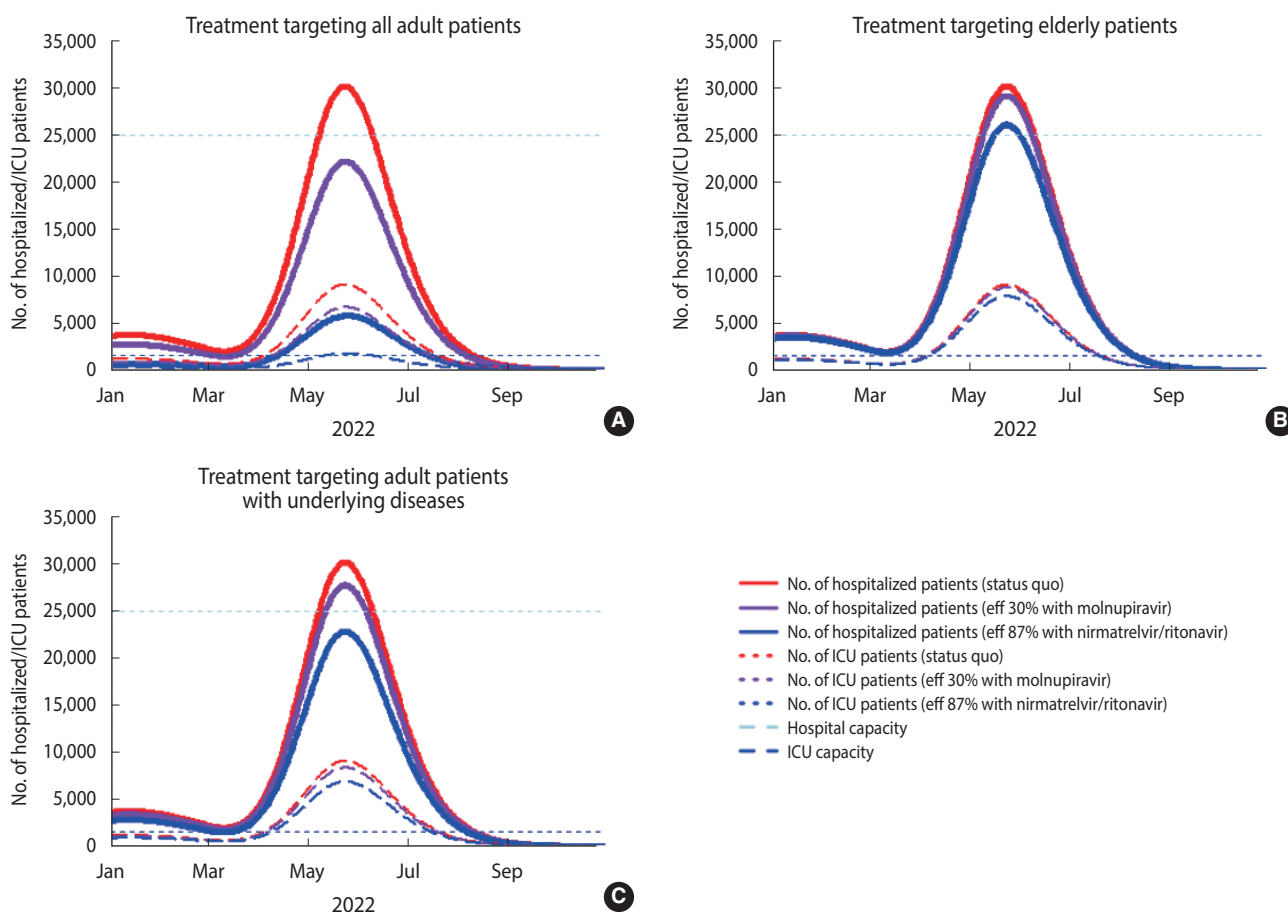 Treatment targeting all adult patients
No. of hospitalized/ICU patients
35,000
30,000
25,000
20,000
15,000
10,000
5,000
0
Jan
Mar
May
Jul
Sep
2022
A
Treatment targeting elderly patients
No. of hospitalized/ICU patients
35,000
30,000
25,000
20,000
15,000
10,000
5,000
0
Jan
Mar
May
Jul
Sep
2022
B
Treatment targeting adult patients
with underlying diseases
No. of hospitalized/ICU patients
35,000
30,000
25,000
20,000
15,000
10,000
5,000
0
Jan
Mar
May
Jul
Sep
2022
C
No. of hospitalized patients (status quo)
No. of hospitalized patients (eff 30% with molnupiravir)
No. of hospitalized patients (eff 87% with nirmatrelvir/ritonavir)
No. of ICU patients (status quo)
No. of ICU patients (eff 30% with molnupiravir)
No. of ICU patients (eff 87% with nirmatrelvir/ritonavir)
Hospital capacity
ICU capacity